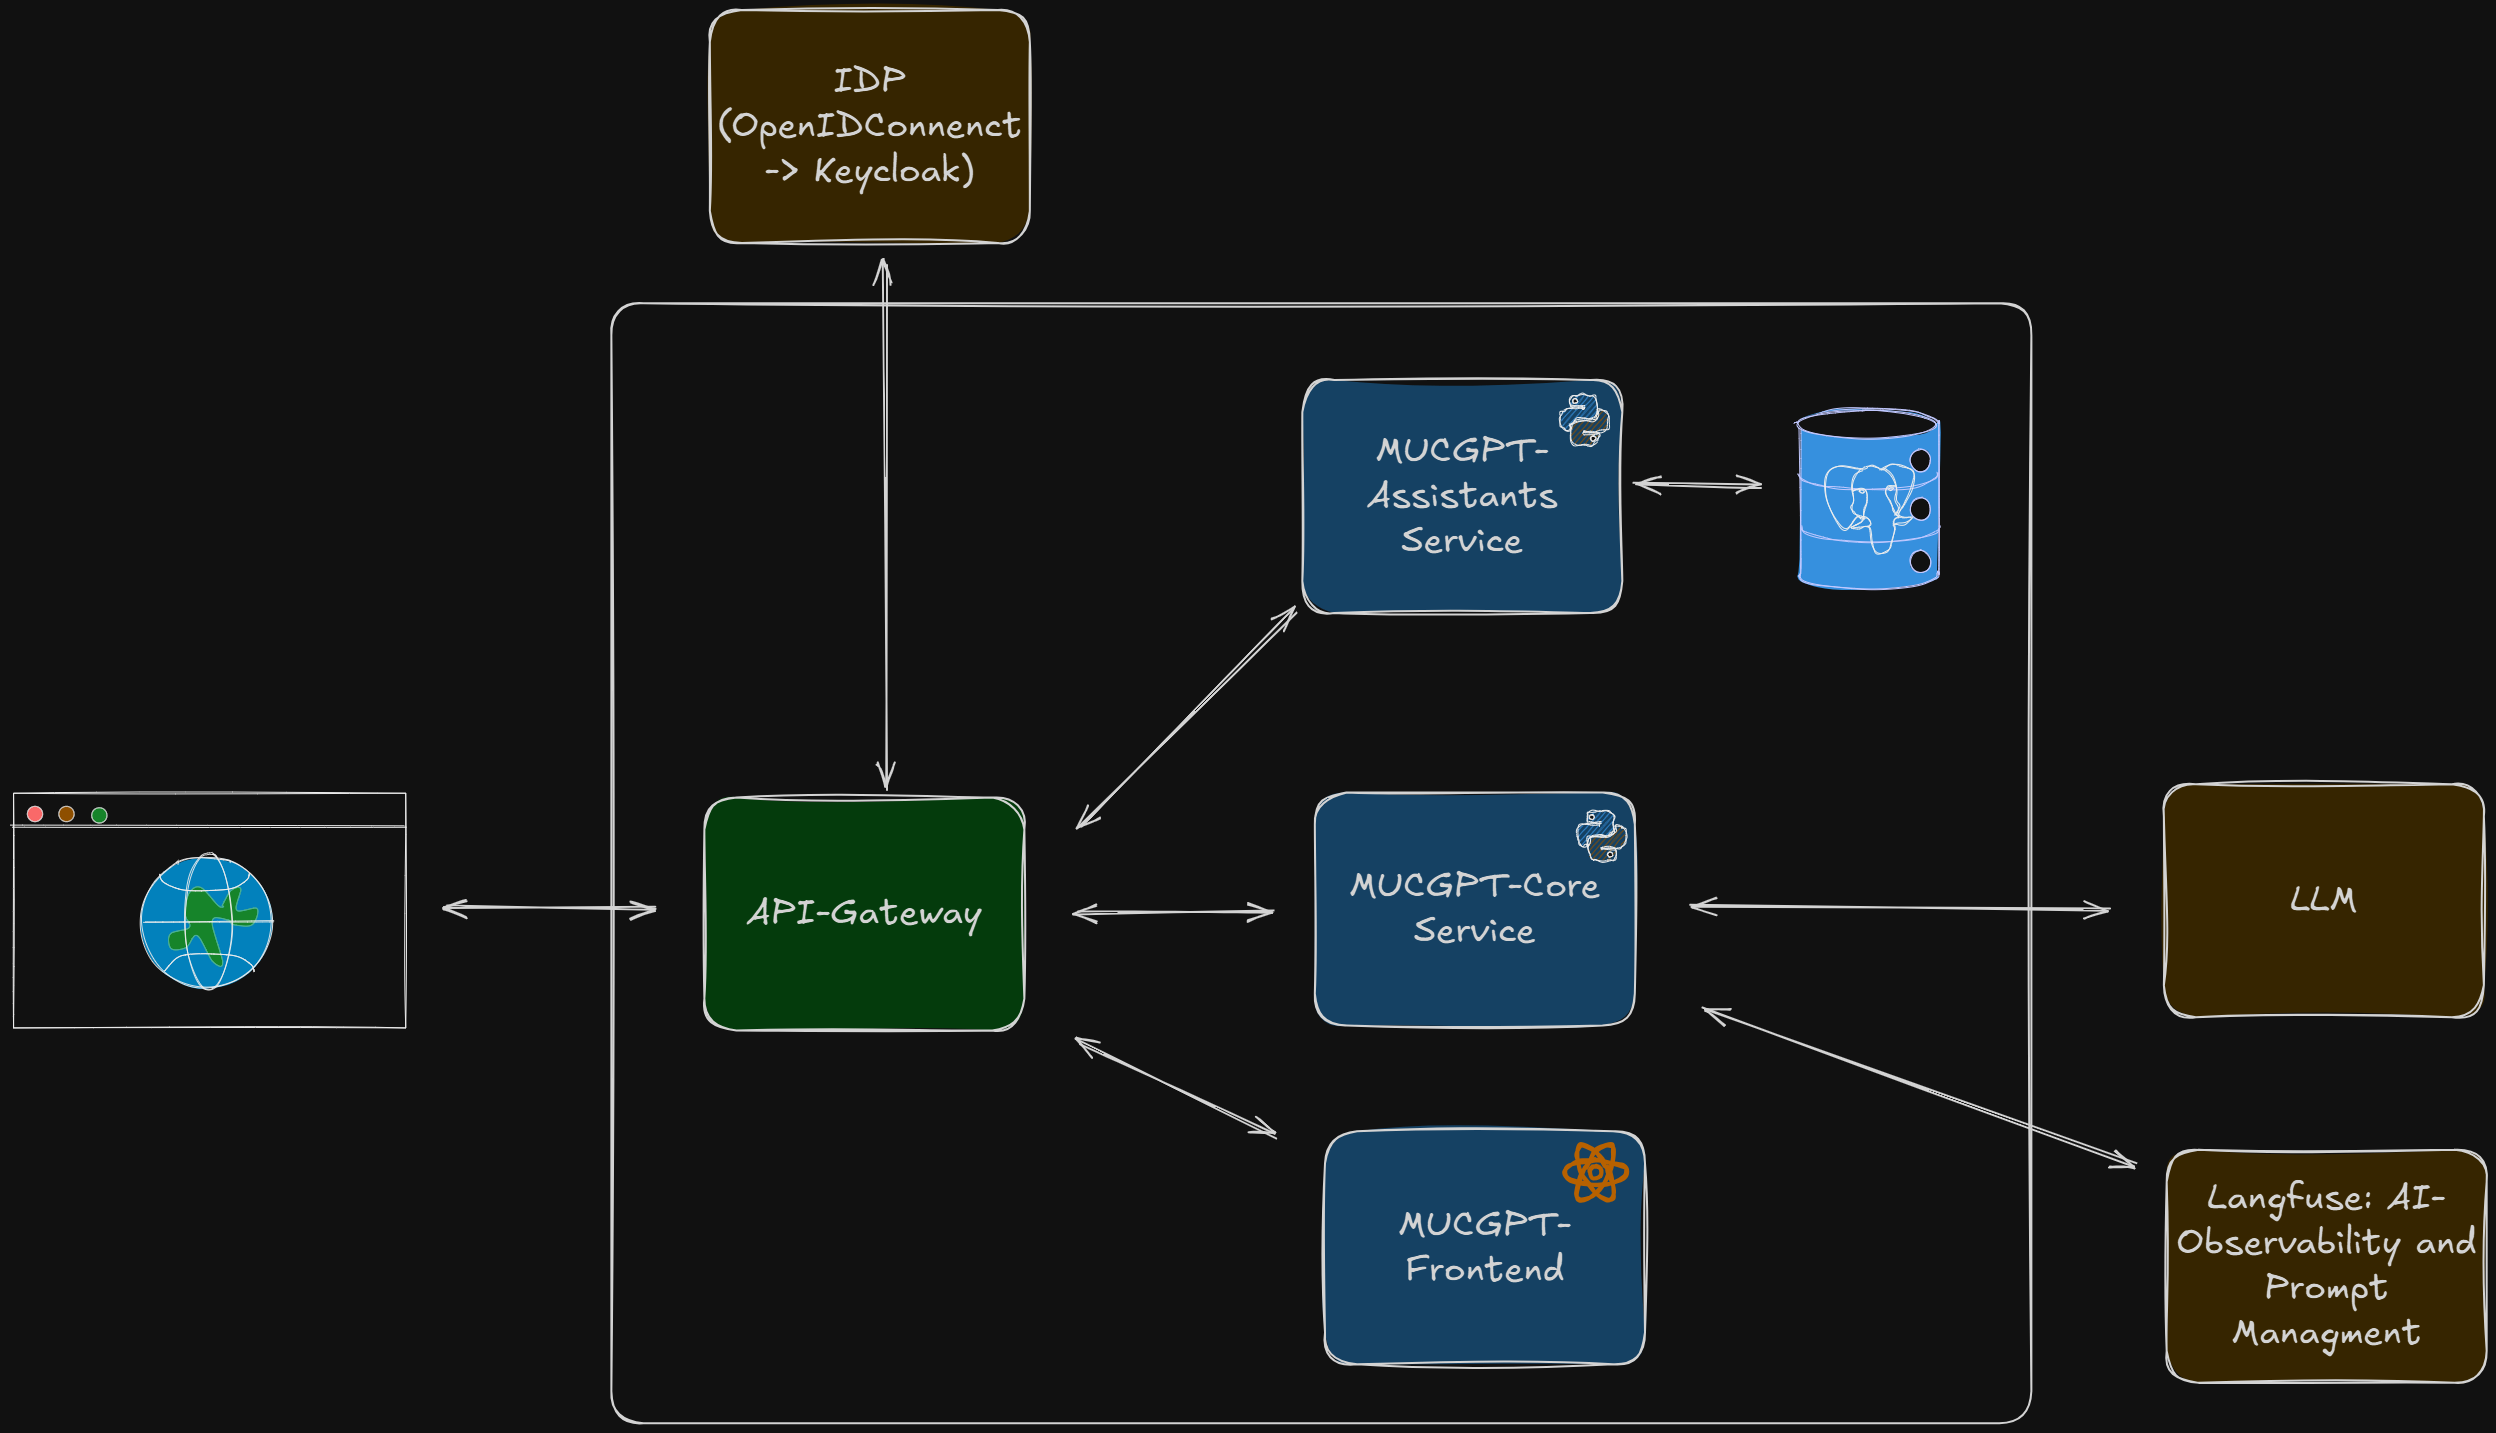 IDP
(OpenIDConnenct
-> Keycloak)
MUCGPT-
Assistants
Service
API-Gateway
MUCGPT-Core
Service
LLM
MUCGPT-
Frontend
Langfuse: AI-
Observability and
Prompt
Managment